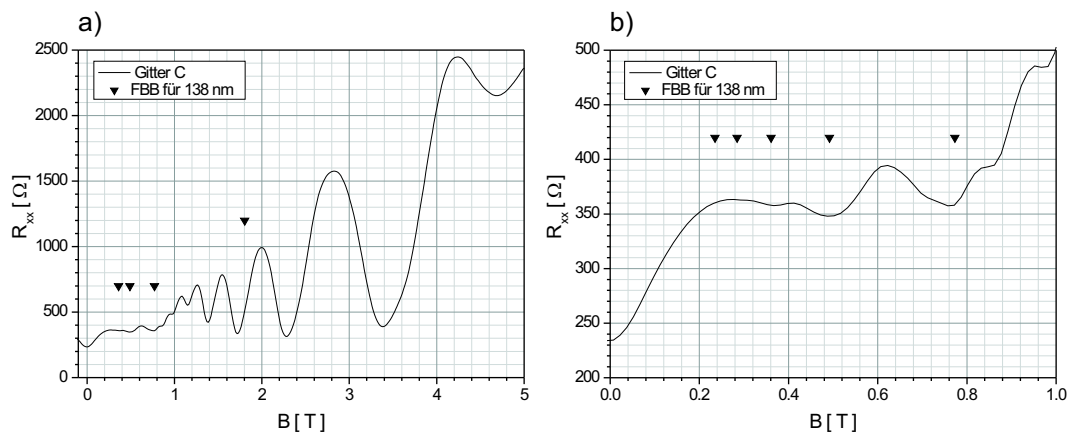 a)
2500
2000
1500
1000
500
0
R_xx [ Ω ]
Gitter C
FBB für 138 nm
0 1 2 3 4 5
B [ T ]
b)
500
450
400
350
300
250
200
R_xx [ Ω ]
Gitter C
FBB für 138 nm
0.0 0.2 0.4 0.6 0.8 1.0
B [ T ]